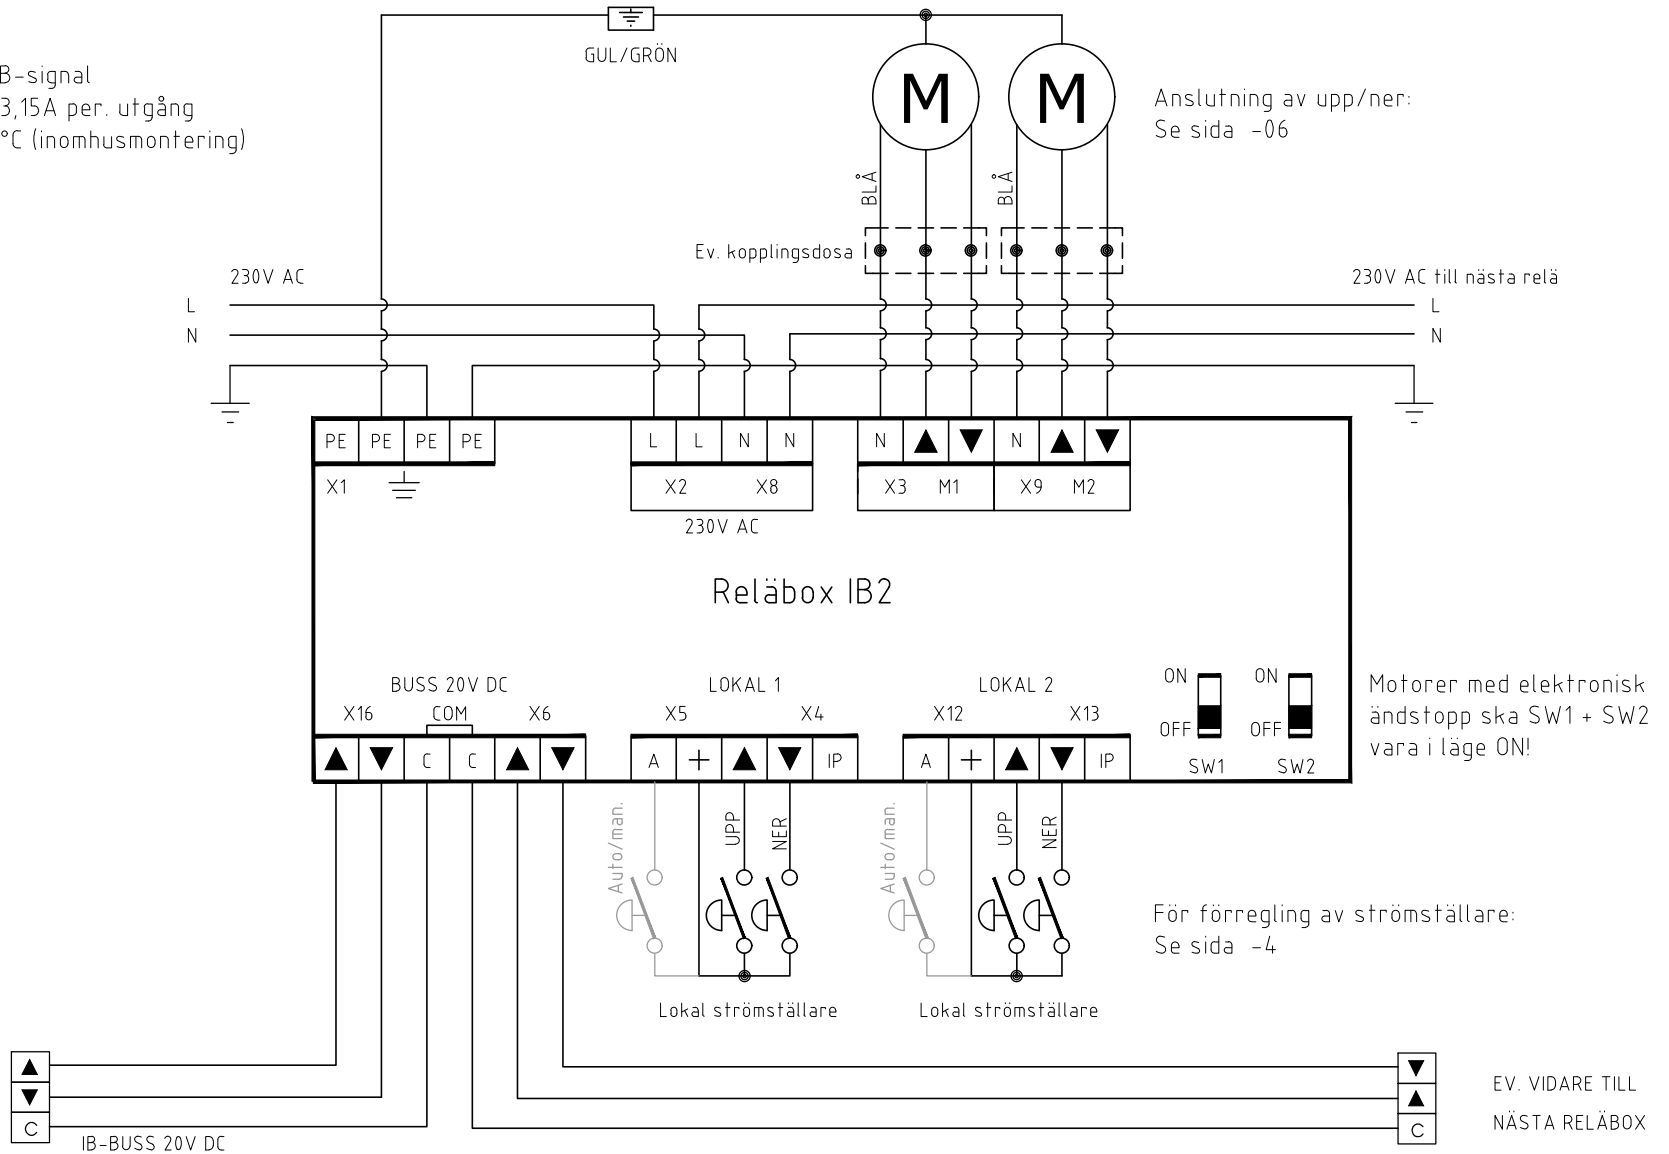 GUL/GRÖN
B-signal
3,15A per. utgång
°C (inomhusmontering)
M M
Anslutning av upp/ner:
Se sida -06
BLÅ BLÅ
Ev. kopplingsdosa
230V AC
L
N
230V AC till nästa relä
L
N
PE PE PE PE L L N N N ▲ ▼ N ▲ ▼
X1 X2 X8 X3 M1 X9 M2
230V AC
Reläbox IB2
BUSS 20V DC LOKAL 1 LOKAL 2
X16 COM X6 X5 X4 X12 X13
▲ ▼ C C ▲ ▼ A + ▲ ▼ IP A + ▲ ▼ IP
ON ON
OFF OFF
SW1 SW2
Motorer med elektronisk
ändstopp ska SW1 + SW2
vara i läge ON!
Auto/man. UPP NER Auto/man. UPP NER
För förregling av strömställare:
Se sida -4
Lokal strömställare Lokal strömställare
▲
▼
C
IB-BUSS 20V DC
▼
▲
C
EV. VIDARE TILL
NÄSTA RELÄBOX